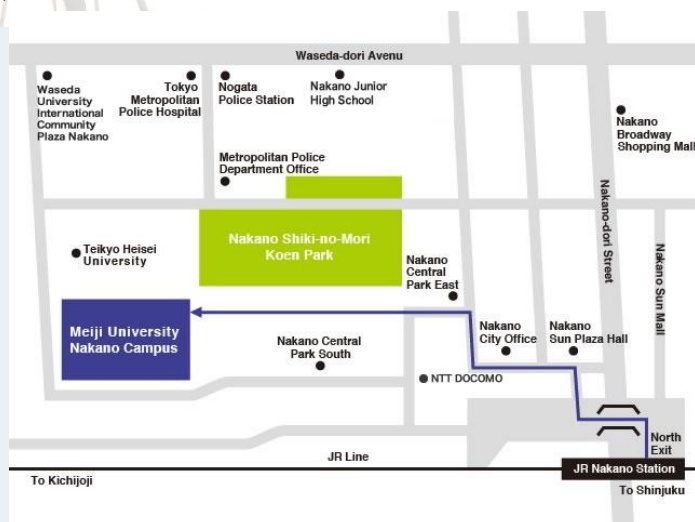 Waseda-dori Avenu
Waseda
University
International
Community
Plaza Nakano
Tokyo
Metropolitan
Police Hospital
Nogata
Police Station
Nakano Junior
High School
Nakano
Broadway
Shopping Mall
Metropolitan Police
Department Office
Nakano-dori Street
Nakano Sun Mall
Teikyo Heisei
University
Nakano Shiki-no-Mori
Koen Park
Nakano
Central
Park East
Meiji University
Nakano Campus
Nakano Central
Park South
Nakano
City Office
Nakano
Sun Plaza Hall
NTT DOCOMO
North
Exit
JR Line
JR Nakano Station
To Kichijoji
To Shinjuku